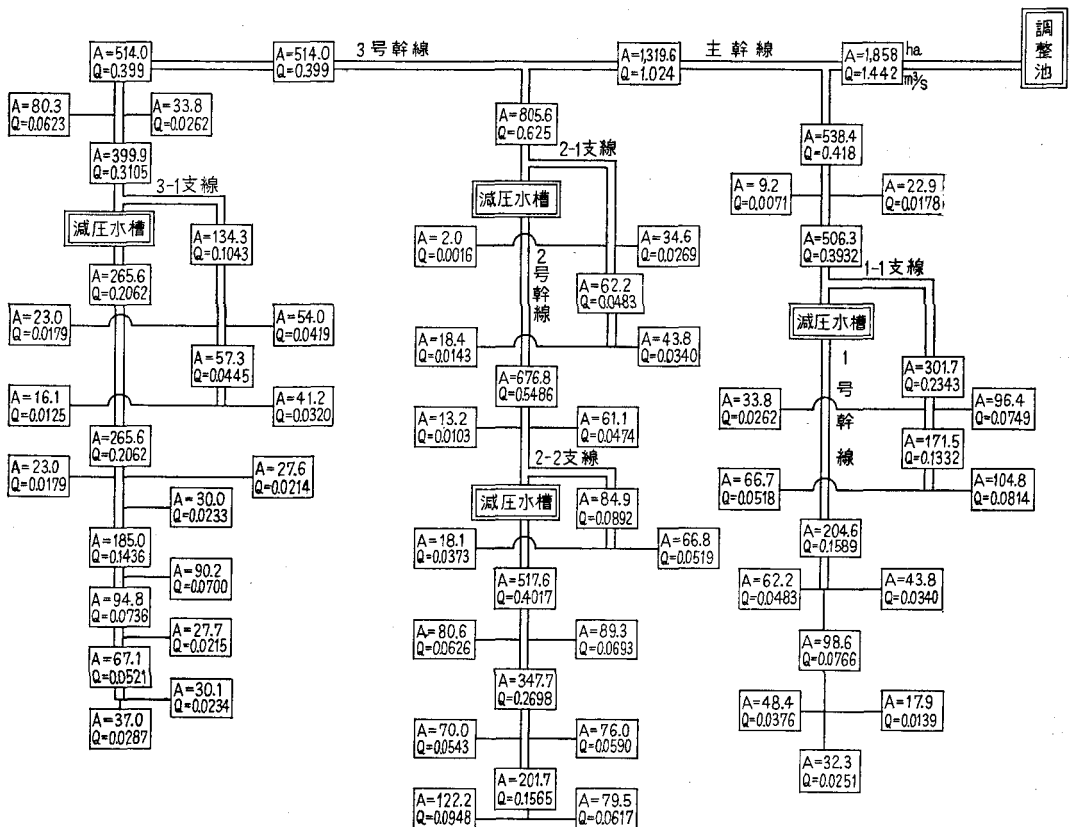 調整池
主幹線
A=1,858 ha
Q=1.442 m³/s
A=1,319.6
Q=1.024
3号幹線
A=514.0
Q=0.399
A=514.0
Q=0.399
A=80.3
Q=0.0623
A=33.8
Q=0.0262
A=399.9
Q=0.3105
3-1支線
減圧水槽
A=134.3
Q=0.1043
A=265.6
Q=0.2062
A=23.0
Q=0.0179
A=54.0
Q=0.0419
A=57.3
Q=0.0445
A=16.1
Q=0.0125
A=41.2
Q=0.0320
A=265.6
Q=0.2062
A=23.0
Q=0.0179
A=27.6
Q=0.0214
A=30.0
Q=0.0233
A=185.0
Q=0.1436
A=90.2
Q=0.0700
A=94.8
Q=0.0736
A=27.7
Q=0.0215
A=67.1
Q=0.0521
A=30.1
Q=0.0234
A=37.0
Q=0.0287
A=805.6
Q=0.625
2-1支線
減圧水槽
A=2.0
Q=0.0016
A=34.6
Q=0.0269
2号幹線
A=62.2
Q=0.0483
A=18.4
Q=0.0143
A=43.8
Q=0.0340
A=676.8
Q=0.5486
A=13.2
Q=0.0103
A=61.1
Q=0.0474
2-2支線
減圧水槽
A=84.9
Q=0.0892
A=18.1
Q=0.0373
A=66.8
Q=0.0519
A=517.6
Q=0.4017
A=80.6
Q=0.0626
A=89.3
Q=0.0693
A=347.7
Q=0.2698
A=70.0
Q=0.0543
A=76.0
Q=0.0590
A=201.7
Q=0.1565
A=122.2
Q=0.0948
A=79.5
Q=0.0617
A=538.4
Q=0.418
A=9.2
Q=0.0071
A=22.9
Q=0.0178
A=506.3
Q=0.3932
1-1支線
減圧水槽
1号幹線
A=301.7
Q=0.2343
A=33.8
Q=0.0262
A=96.4
Q=0.0749
A=171.5
Q=0.1332
A=66.7
Q=0.0518
A=104.8
Q=0.0814
A=204.6
Q=0.1589
A=62.2
Q=0.0483
A=43.8
Q=0.0340
A=98.6
Q=0.0766
A=48.4
Q=0.0376
A=17.9
Q=0.0139
A=32.3
Q=0.0251